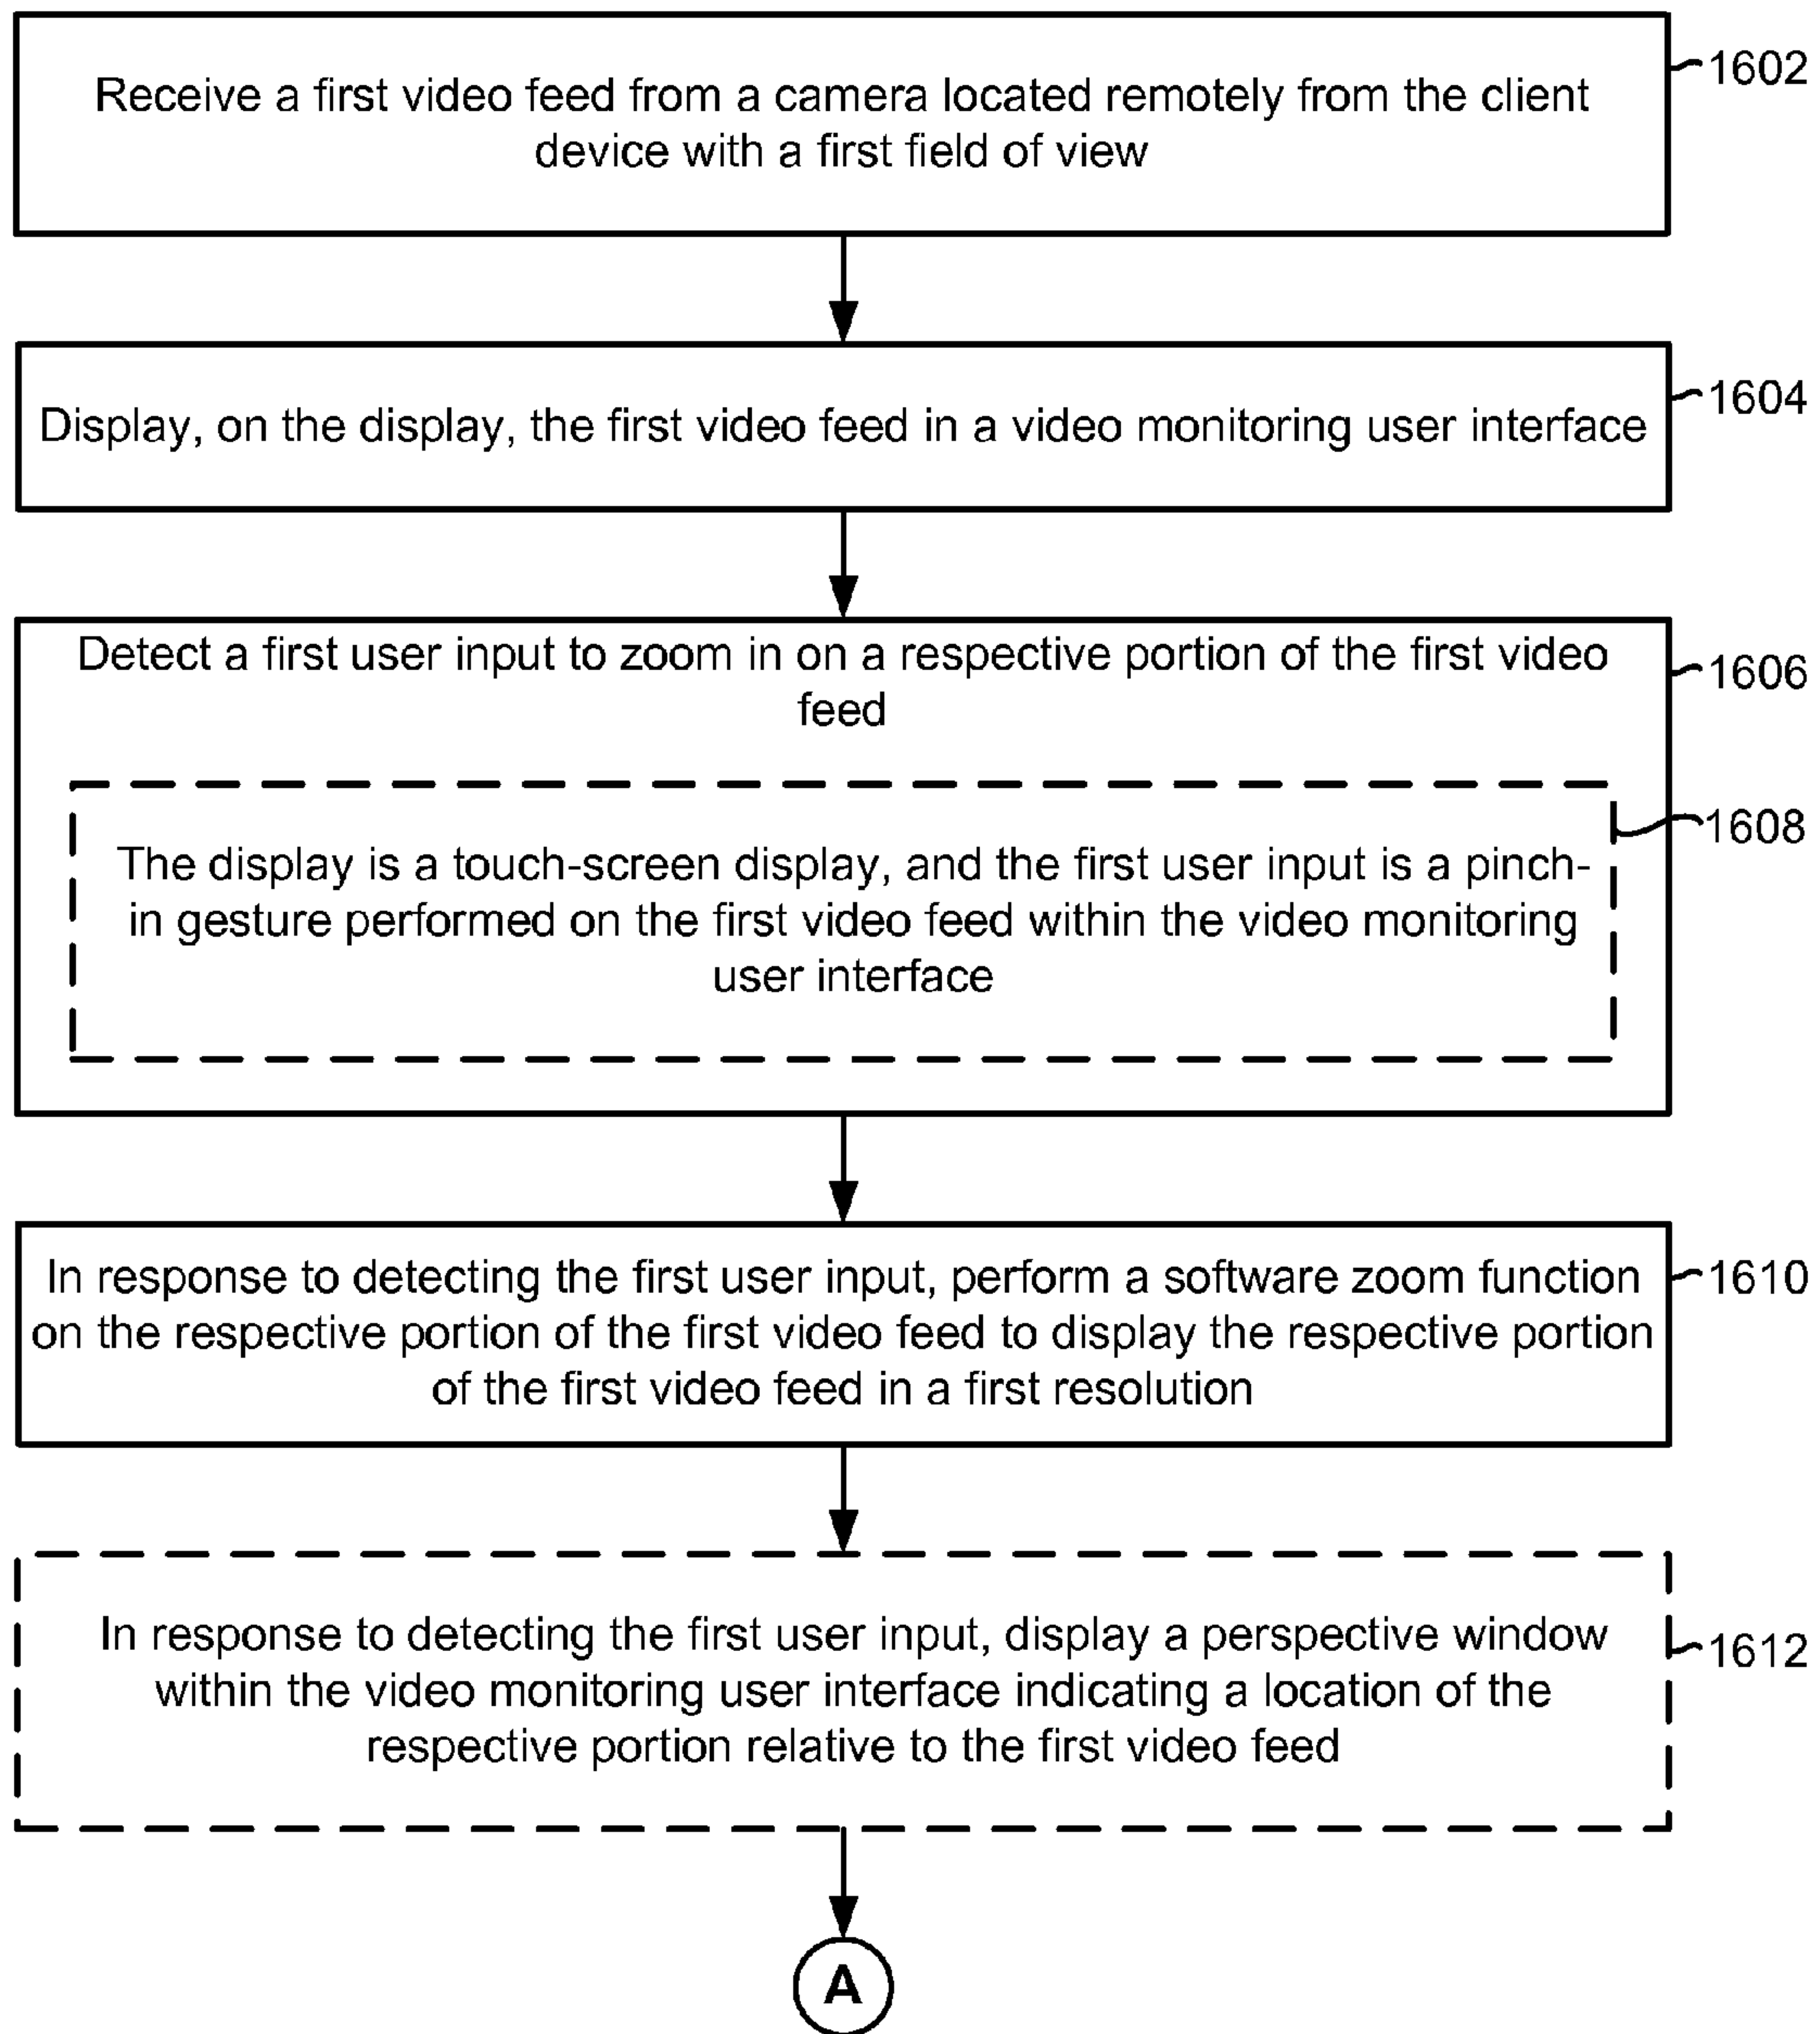 Receive a first video feed from a camera located remotely from the client
device with a first field of view
1602
Display, on the display, the first video feed in a video monitoring user interface
1604
Detect a first user input to zoom in on a respective portion of the first video
feed
1606
The display is a touch-screen display, and the first user input is a pinch-
in gesture performed on the first video feed within the video monitoring
user interface
1608
In response to detecting the first user input, perform a software zoom function
on the respective portion of the first video feed to display the respective portion
of the first video feed in a first resolution
1610
In response to detecting the first user input, display a perspective window
within the video monitoring user interface indicating a location of the
respective portion relative to the first video feed
1612
A